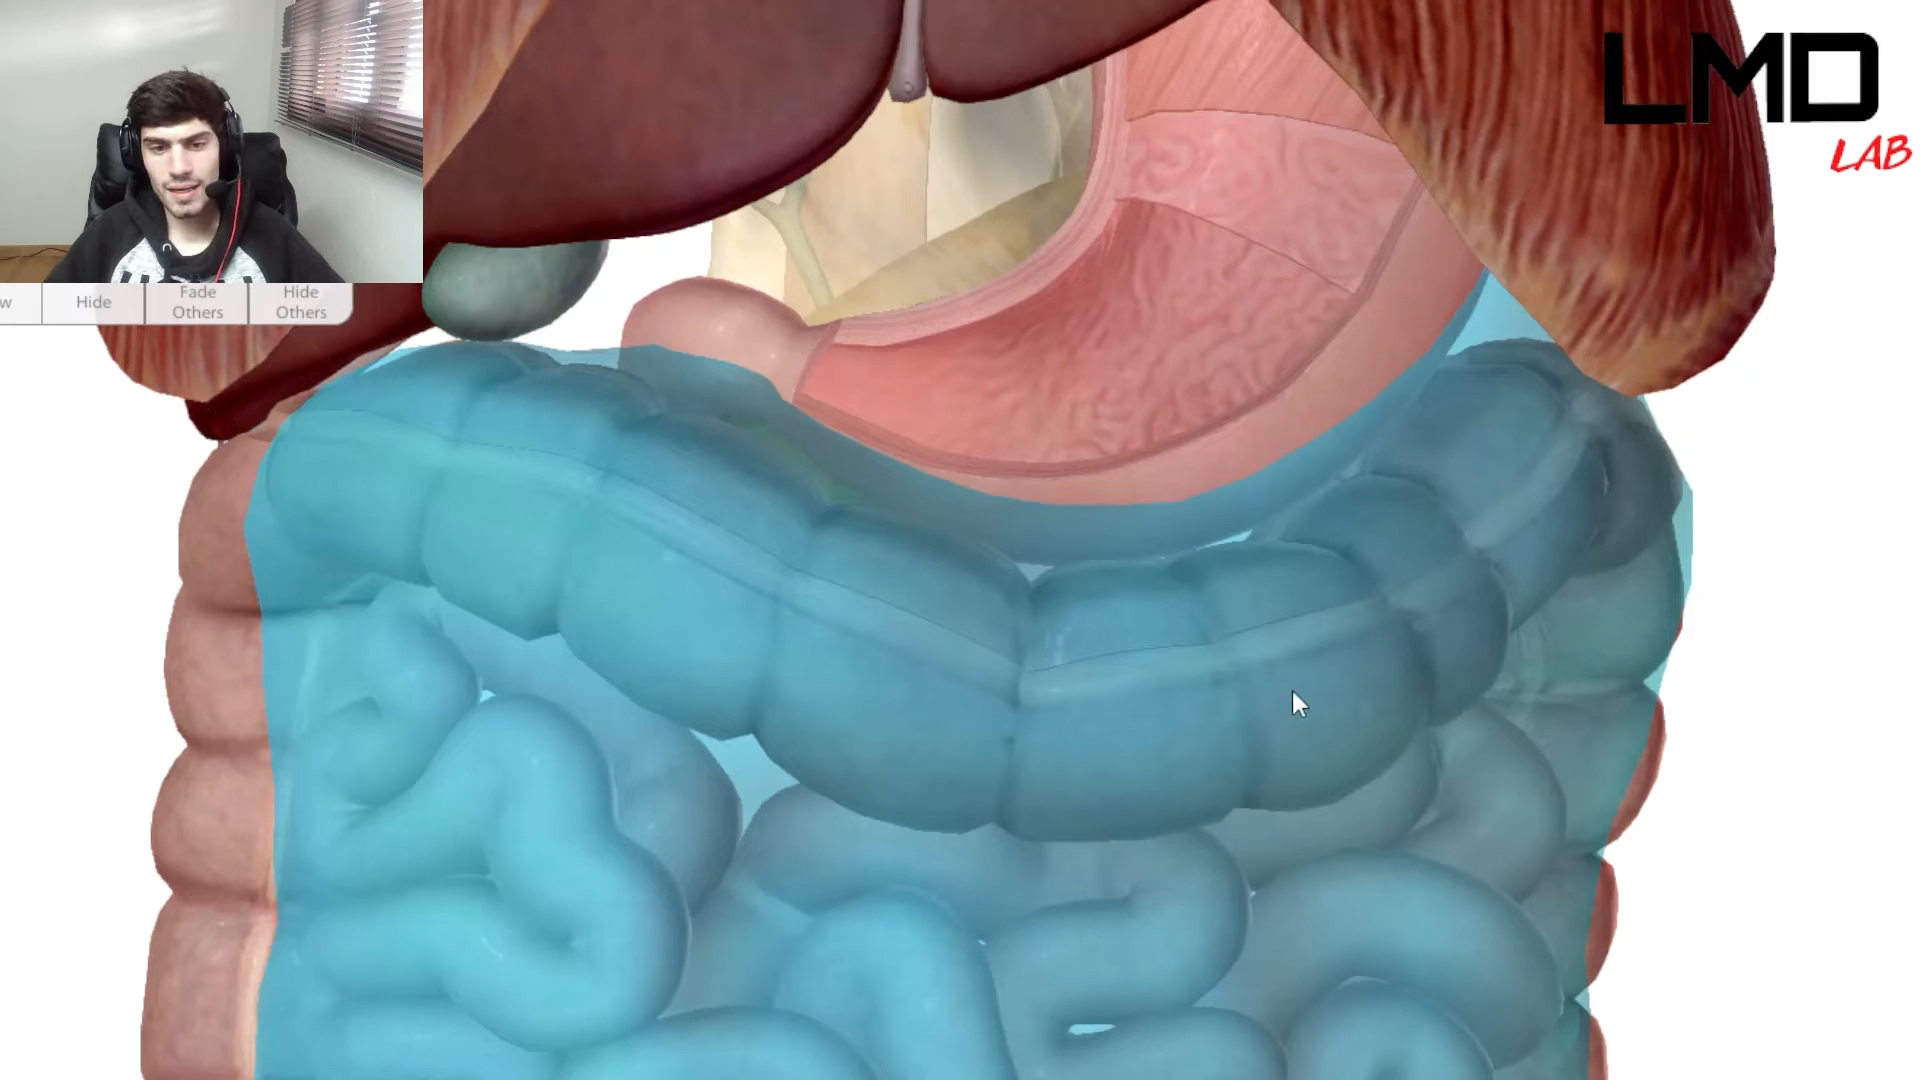 LMD
LAB
w
Hide
Fade
Others
Hide
Others